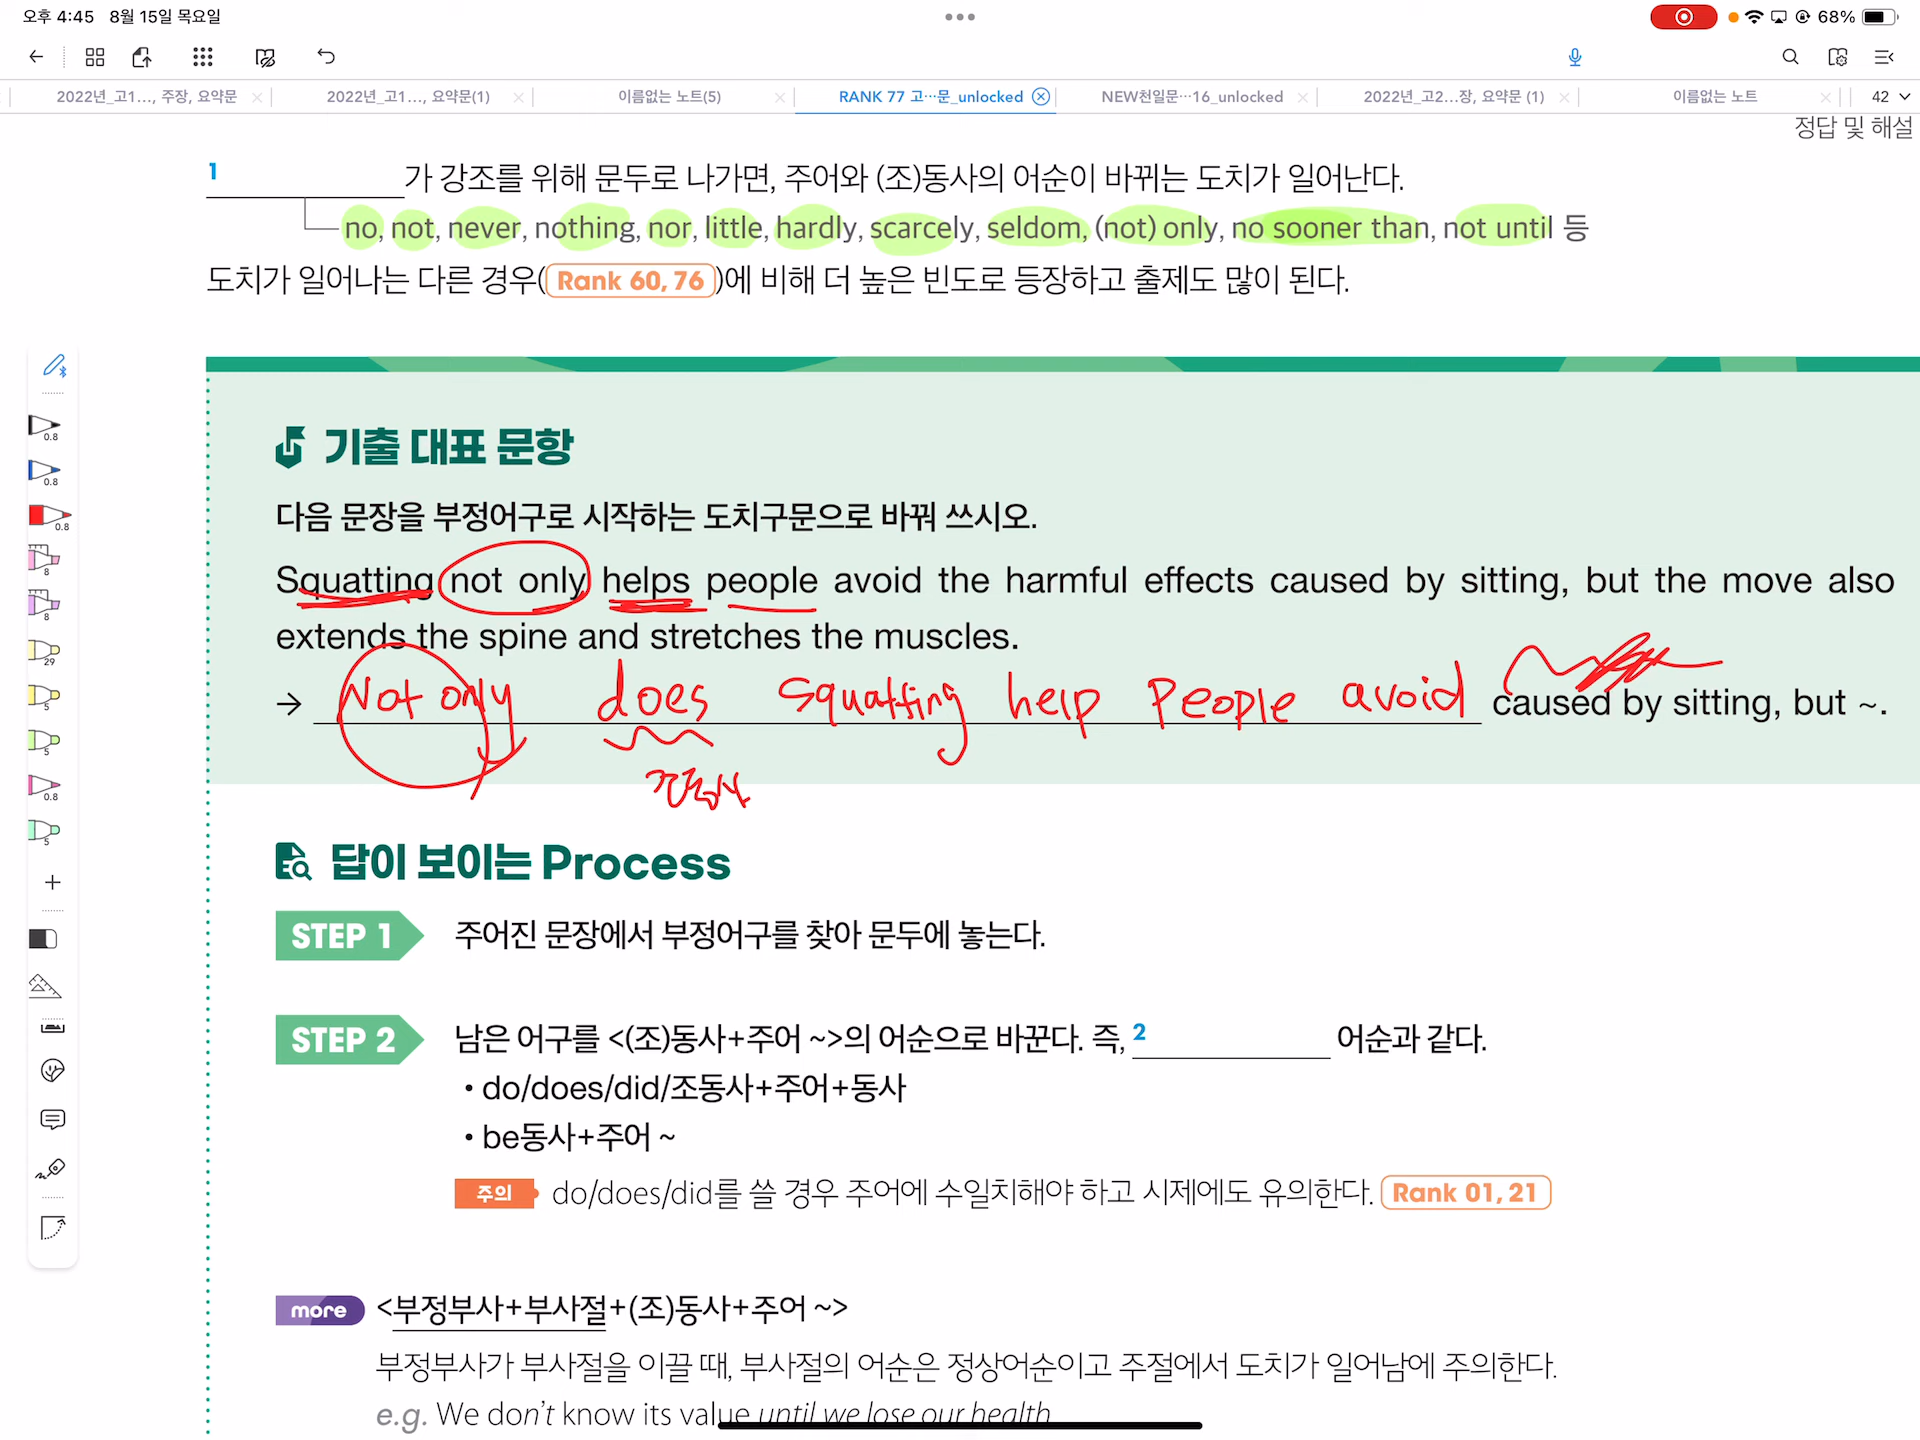 오후 4:45 8월 15일 목요일
68%
2022년_고1..., 주장, 요약문
2022년_고1..., 요약문(1)
이름없는 노트(5)
RANK 77 고…문_unlocked
NEW천일문…16_unlocked
2022년_고2...장, 요약문 (1)
이름없는 노트
42
정답 및 해설
1 ____________ 가 강조를 위해 문두로 나가면, 주어와 (조)동사의 어순이 바뀌는 도치가 일어난다.
no, not, never, nothing, nor, little, hardly, scarcely, seldom, (not) only, no sooner than, not until 등
도치가 일어나는 다른 경우(Rank 60, 76)에 비해 더 높은 빈도로 등장하고 출제도 많이 된다.
기출 대표 문항
다음 문장을 부정어구로 시작하는 도치구문으로 바꿔 쓰시오.
Squatting not only helps people avoid the harmful effects caused by sitting, but the move also
extends the spine and stretches the muscles.
→ Not only does squatting help people avoid caused by sitting, but ~.
조동사
답이 보이는 Process
STEP 1 주어진 문장에서 부정어구를 찾아 문두에 놓는다.
STEP 2 남은 어구를 <(조)동사+주어 ~>의 어순으로 바꾼다. 즉, 2 ____________ 어순과 같다.
• do/does/did/조동사+주어+동사
• be동사+주어 ~
주의 do/does/did를 쓸 경우 주어에 수일치해야 하고 시제에도 유의한다. Rank 01, 21
more <부정부사+부사절+(조)동사+주어 ~>
부정부사가 부사절을 이끌 때, 부사절의 어순은 정상어순이고 주절에서 도치가 일어남에 주의한다.
e.g. We don't know its value until we lose our health
0.8
0.8
0.8
8
8
29
5
5
0.8
5